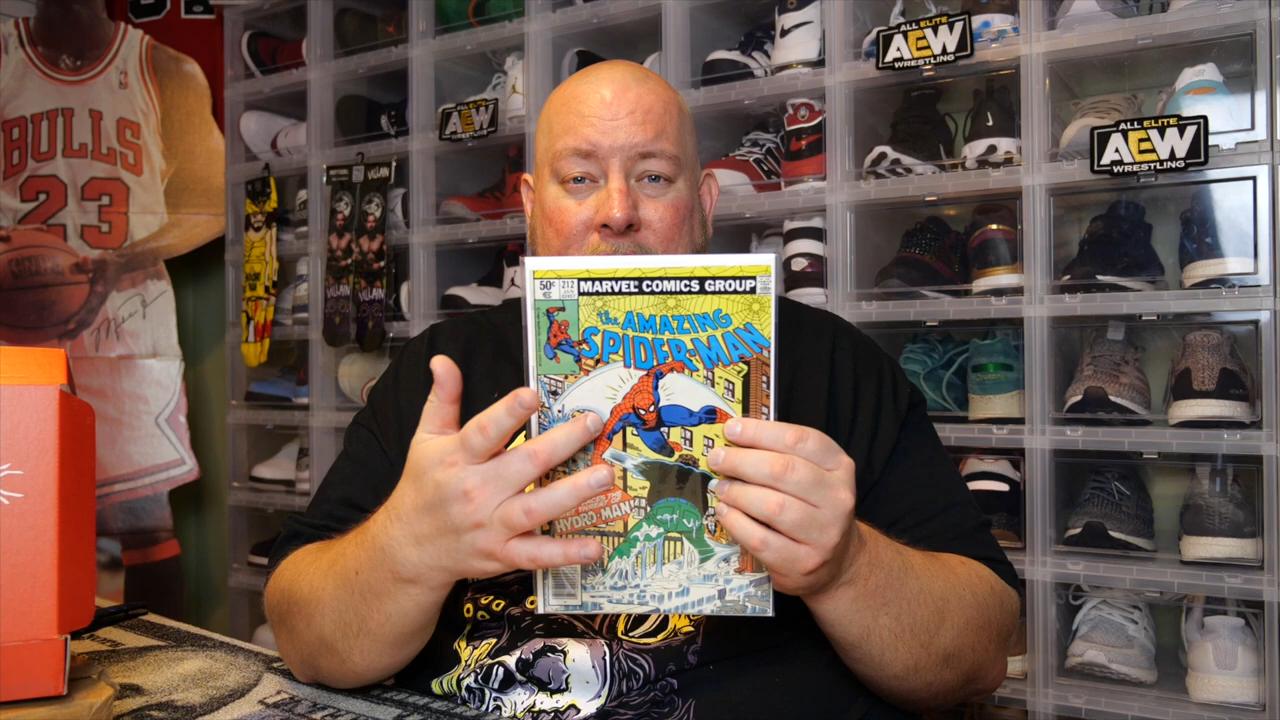 BULLS
23
ALL ELITE
AEW
WRESTLING
AEW
ALL ELITE
AEW
WRESTLING
VILLAIN
VILLAIN
50¢
212
JAN
MARVEL COMICS GROUP
the AMAZING
SPIDER-MAN
HYDRO-MAN